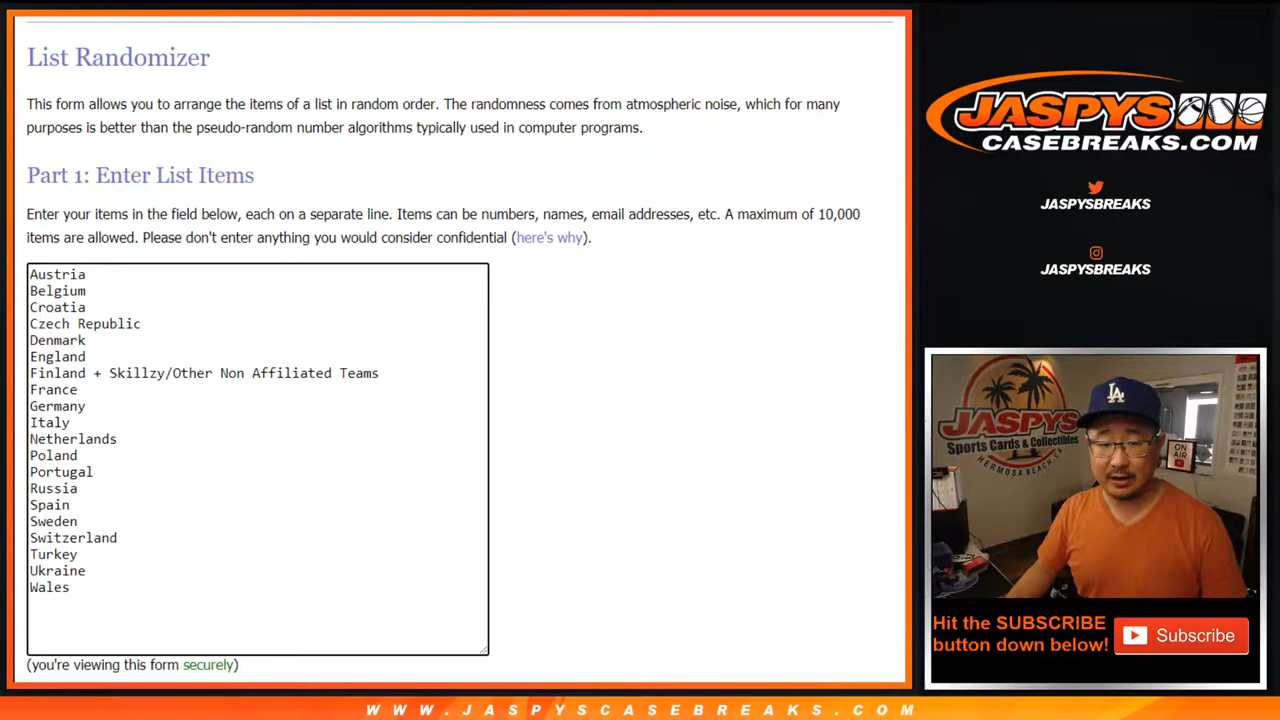 List Randomizer
This form allows you to arrange the items of a list in random order. The randomness comes from atmospheric noise, which for many
purposes is better than the pseudo-random number algorithms typically used in computer programs.
Part 1: Enter List Items
Enter your items in the field below, each on a separate line. Items can be numbers, names, email addresses, etc. A maximum of 10,000
items are allowed. Please don't enter anything you would consider confidential (here's why).
Austria
Belgium
Croatia
Czech Republic
Denmark
England
Finland + Skillzy/Other Non Affiliated Teams
France
Germany
Italy
Netherlands
Poland
Portugal
Russia
Spain
Sweden
Switzerland
Turkey
Ukraine
Wales
(you're viewing this form securely)
JASPYS
CASEBREAKS.COM
JASPYSBREAKS
JASPYSBREAKS
JASPYS
Sports Cards & Collectibles
HERMOSA BEACH, CA
LA
ON
AIR
Hit the SUBSCRIBE
button down below!
Subscribe
WWW.JASPYSCASEBREAKS.COM